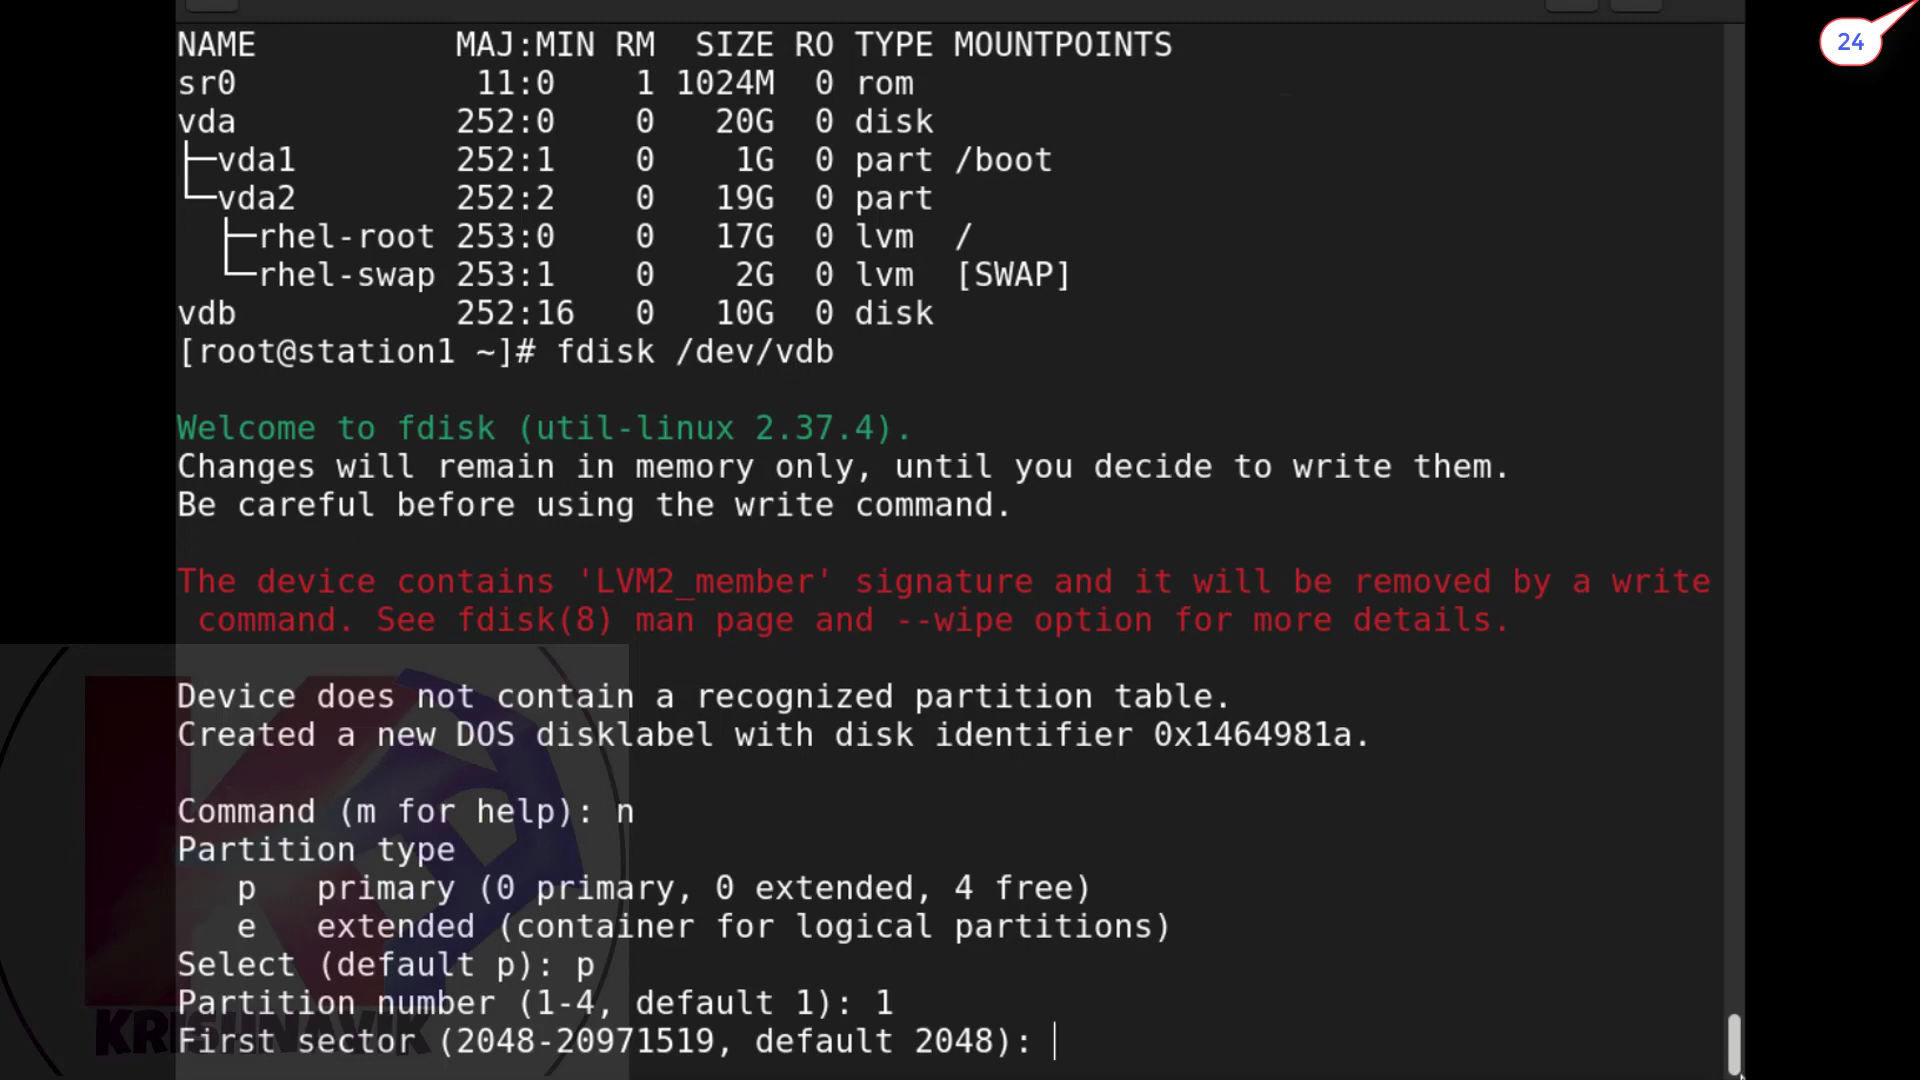 24
NAME MAJ:MIN RM SIZE RO TYPE MOUNTPOINTS
sr0 11:0 1 1024M 0 rom
vda 252:0 0 20G 0 disk
├─vda1 252:1 0 1G 0 part /boot
└─vda2 252:2 0 19G 0 part
├─rhel-root 253:0 0 17G 0 lvm /
└─rhel-swap 253:1 0 2G 0 lvm [SWAP]
vdb 252:16 0 10G 0 disk
[root@station1 ~]# fdisk /dev/vdb
Welcome to fdisk (util-linux 2.37.4).
Changes will remain in memory only, until you decide to write them.
Be careful before using the write command.
The device contains 'LVM2_member' signature and it will be removed by a write
command. See fdisk(8) man page and --wipe option for more details.
Device does not contain a recognized partition table.
Created a new DOS disklabel with disk identifier 0x1464981a.
Command (m for help): n
Partition type
p primary (0 primary, 0 extended, 4 free)
e extended (container for logical partitions)
Select (default p): p
Partition number (1-4, default 1): 1
First sector (2048-20971519, default 2048):